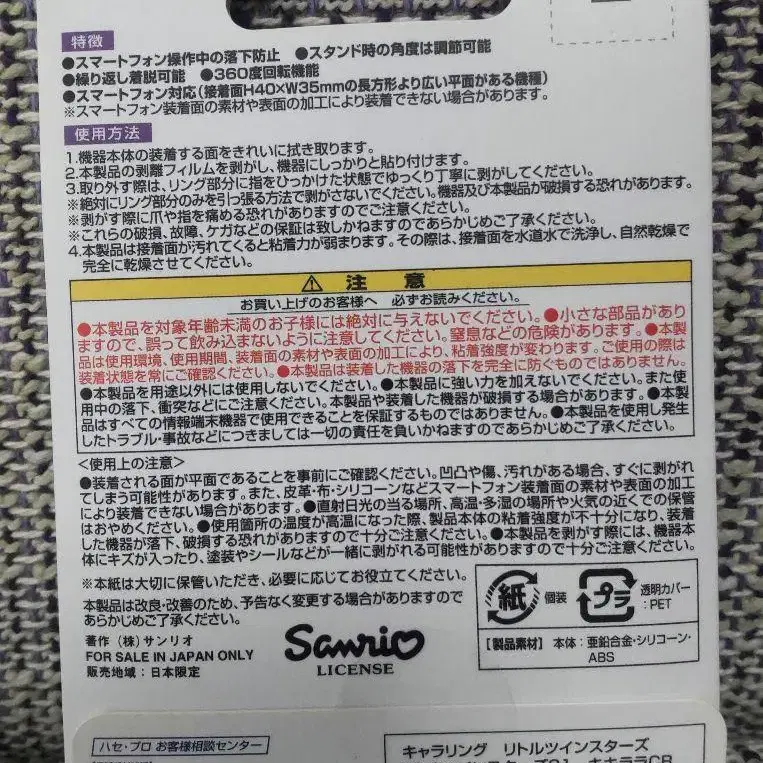 特徴
●スマートフォン操作中の落下防止 ●スタンド時の角度は調節可能
●繰り返し着脱可能 ●360度回転機能
●スマートフォン対応(接着面H40×W35mmの長方形より広い平面がある機種)
※スマートフォン装着面の素材や表面の加工により装着できない場合があります。
使用方法
1.機器本体の装着する面をきれいに拭き取ります。
2.本製品の剥離フィルムを剥がし、機器にしっかりと貼り付けます。
3.取り外す際は、リング部分に指をひっかけた状態でゆっくり丁寧に剥がしてください。
※絶対にリング部分のみを引っ張る方法で剥がさないでください。機器及び本製品が破損する恐れがあります。
※剥がす際に爪や指を痛める恐れがありますのでご注意ください。
※これらの破損、故障、ケガなどの保証は致しかねますのであらかじめご了承ください。
4.本製品は接着面が汚れてくると粘着力が弱まります。その際は、接着面を水道水で洗浄し、自然乾燥で
完全に乾燥させてください。
⚠ 注 意
お買い上げのお客様へ 必ずお読みください。
●本製品を対象年齢未満のお子様には絶対に与えないでください。●小さな部品があり
ますので、誤って飲み込まないように注意してください。窒息などの危険があります。●本製
品は使用環境、使用期間、装着面の素材や表面の加工により、粘着強度が変わります。ご使用の際は
装着状態を常にご確認ください。●本製品は装着した機器の落下を完全に防ぐものではありません。
●本製品を用途以外には使用しないでください。●本製品に強い力を加えないでください。また使
用中の落下、衝突などにご注意ください。本製品や装着した機器が破損する場合があります。●本製
品はすべての情報端末機器で使用できることを保証するものではありません。●本製品を使用し発生
したトラブル・事故などにつきましては一切の責任を負いかねますのであらかじめご了承ください。
<使用上の注意>
●装着される面が平面であることを事前にご確認ください。凹凸や傷、汚れがある場合、すぐに剥がれ
てしまう可能性があります。また、皮革・布・シリコーンなどスマートフォン装着面の素材や表面の加工
により装着できない場合があります。●直射日光の当る場所、高温・多湿の場所や火気の近くでの保管
はおやめください。●使用箇所の温度が高温になった際、製品本体の粘着強度が不十分になり、装着
した機器が落下、破損する恐れがありますので十分ご注意ください。●本製品を剥がす際には、機器本
体にキズが入ったり、塗装やシールなどが一緒に剥がれる可能性がありますので十分ご注意ください。
※本紙は大切に保管いただき、必要に応じてお役立てください。
本製品は改良・改善のため、予告なく変更する場合がありますので
あらかじめご了承ください。
紙 個装
プラ 透明カバー
:PET
【製品素材】 本体:亜鉛合金・シリコーン・
ABS
著作 (株)サンリオ
FOR SALE IN JAPAN ONLY
販売地域:日本限定
Sanrio
LICENSE
ハセ・プロ お客様相談センター
キャラリング リトルツインスターズ